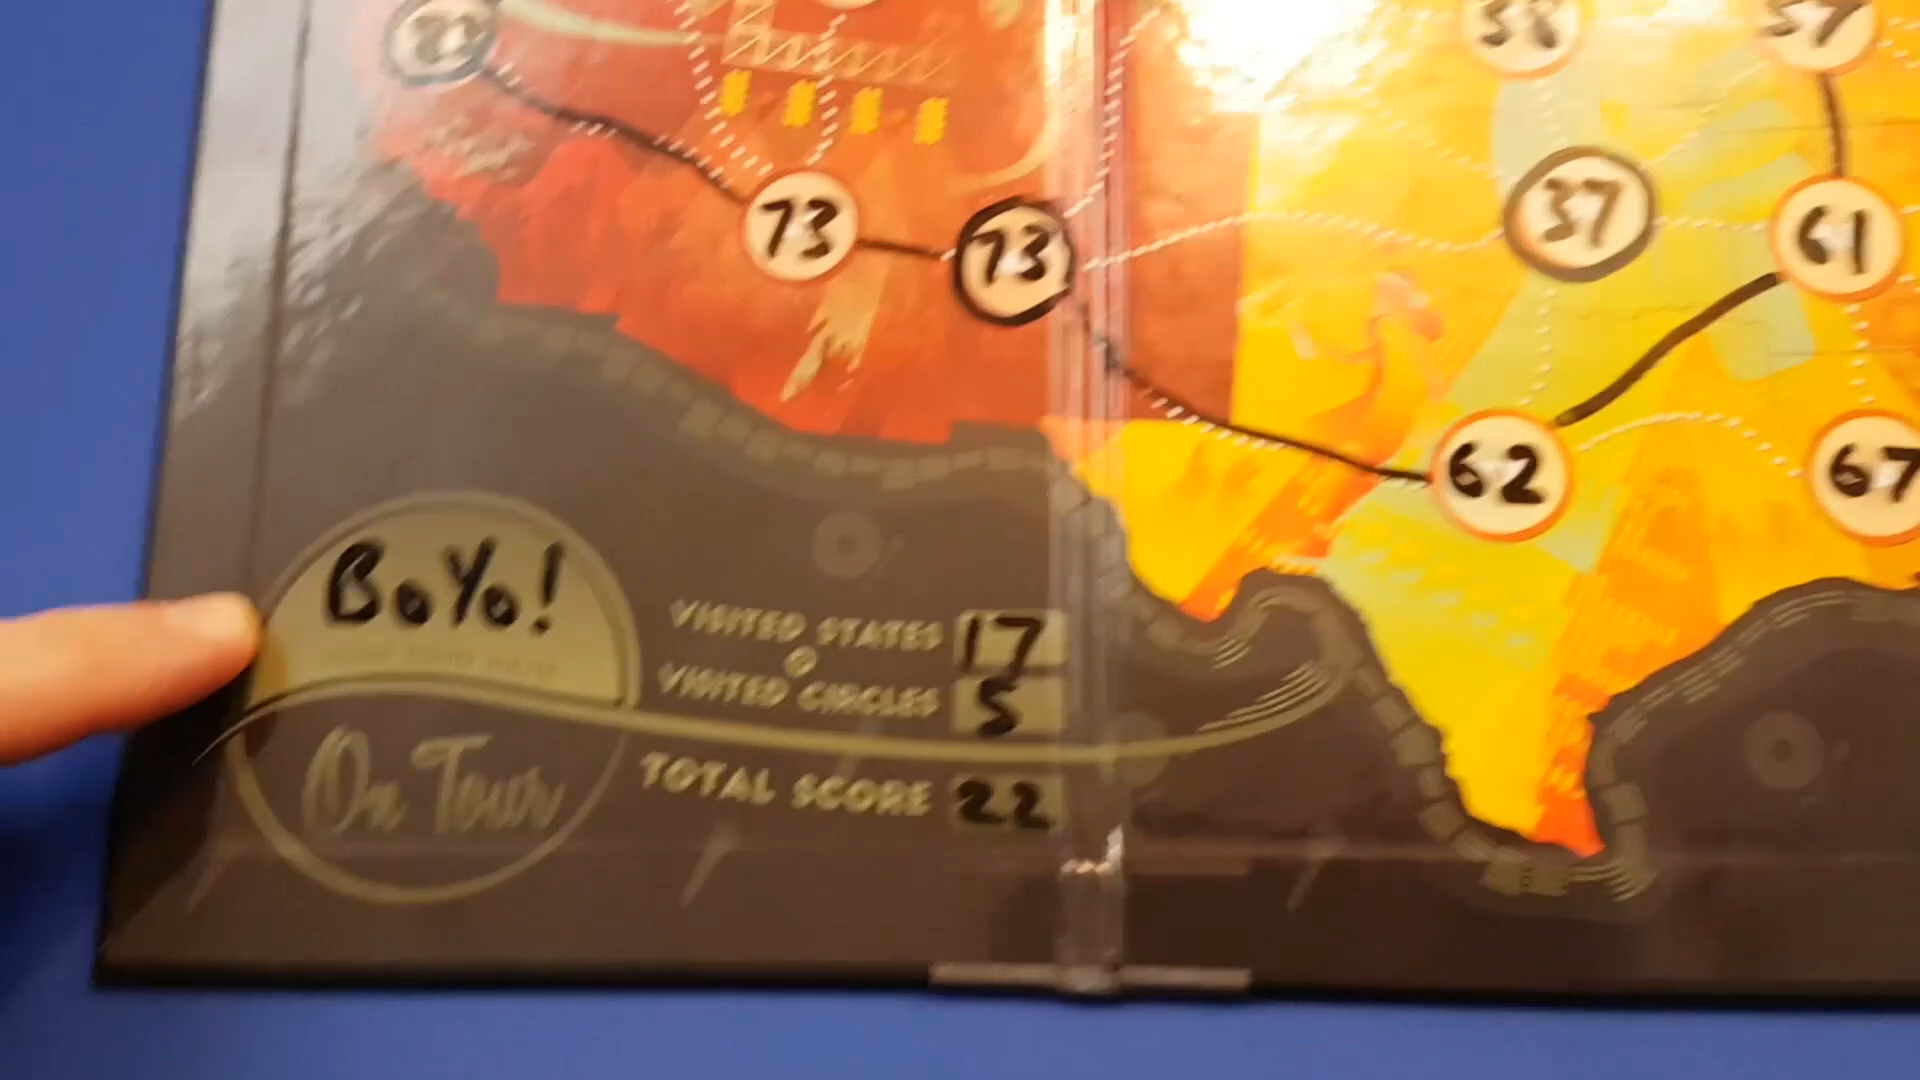 73
73
37
61
62
67
BoYo!
VISITED STATES 17
VISITED CIRCLES 5
On Tour
TOTAL SCORE 22